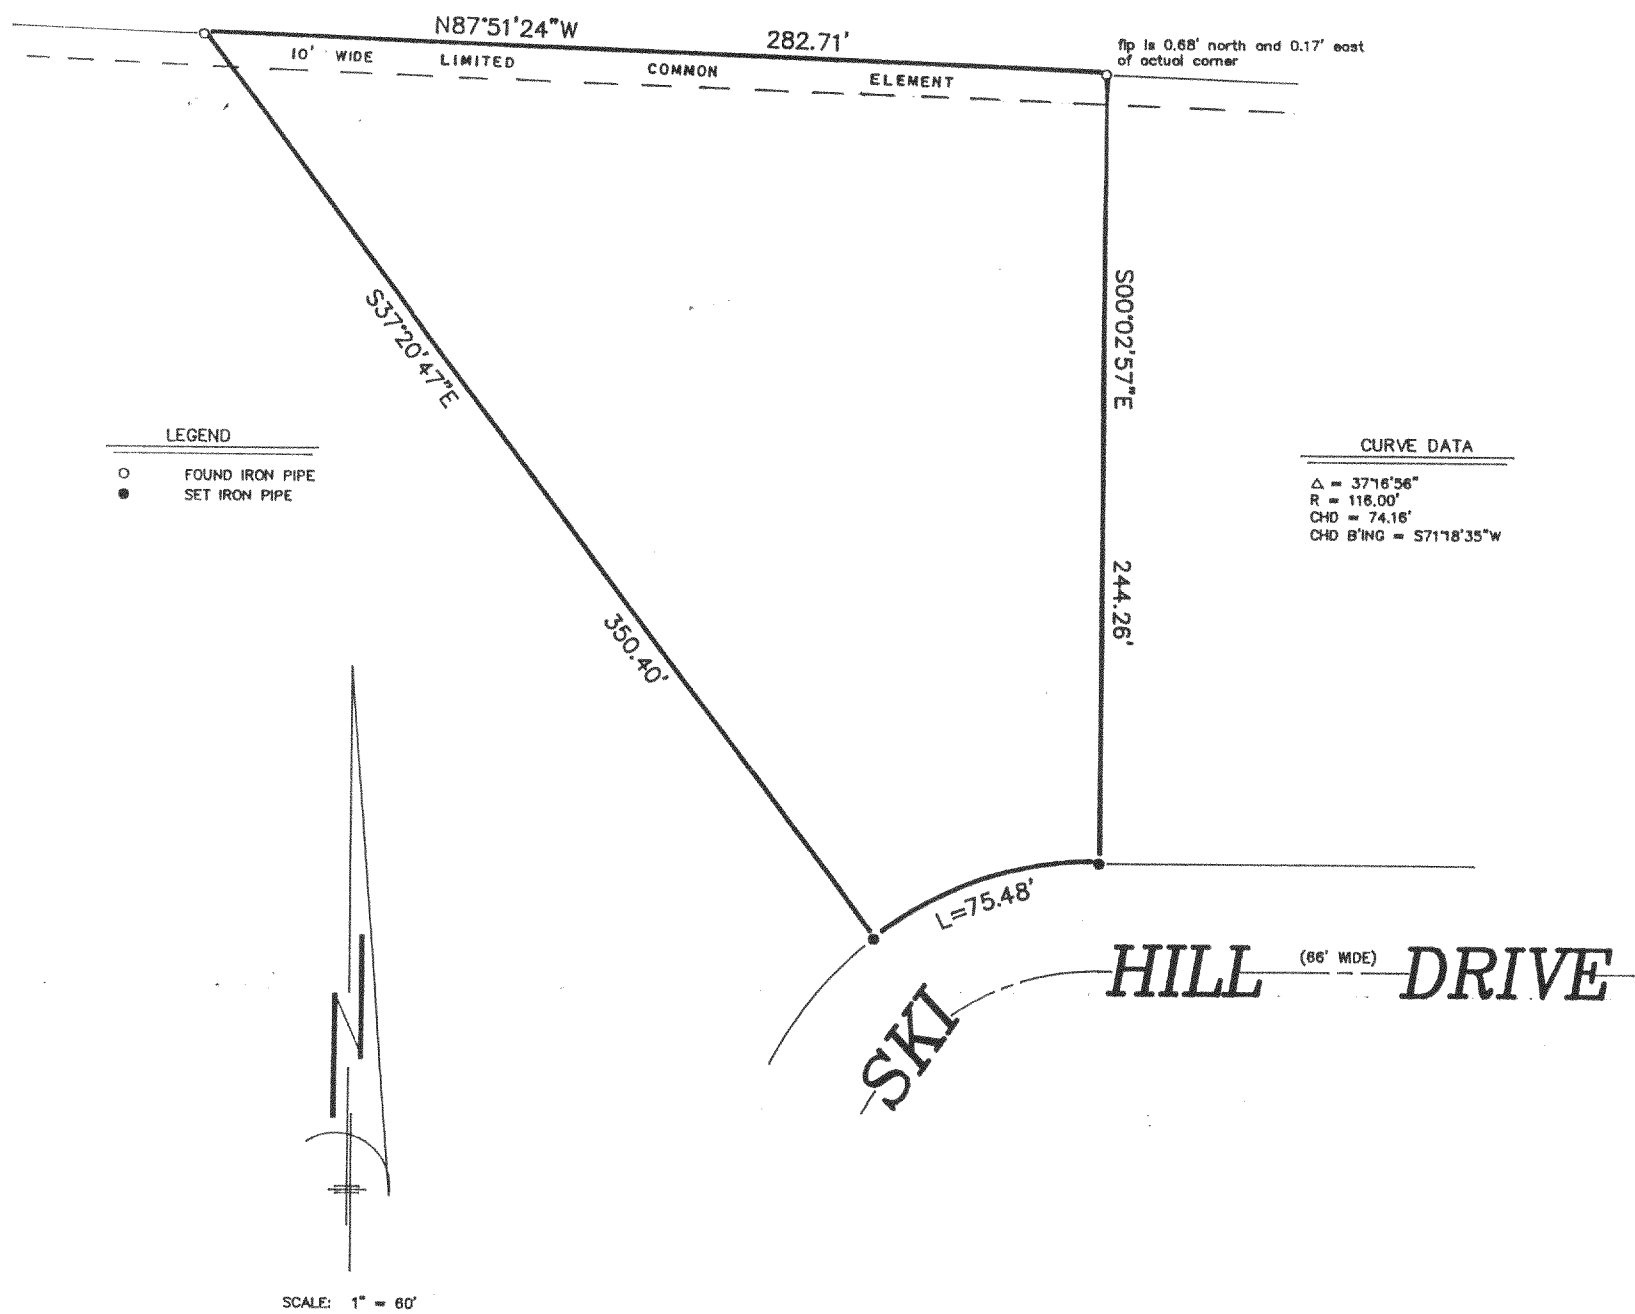 N87°51'24"W
282.71'
10' WIDE LIMITED COMMON ELEMENT
fip is 0.68' north and 0.17' east
of actual corner
S37°20'47"E
350.40'
S00°02'57"E
244.26'
LEGEND
FOUND IRON PIPE
SET IRON PIPE
CURVE DATA
Δ = 37°16'56"
R = 116.00'
CHD = 74.16'
CHD B'ING = S71°18'35"W
L=75.48'
SKI HILL (66' WIDE) DRIVE
N
SCALE: 1" = 60'